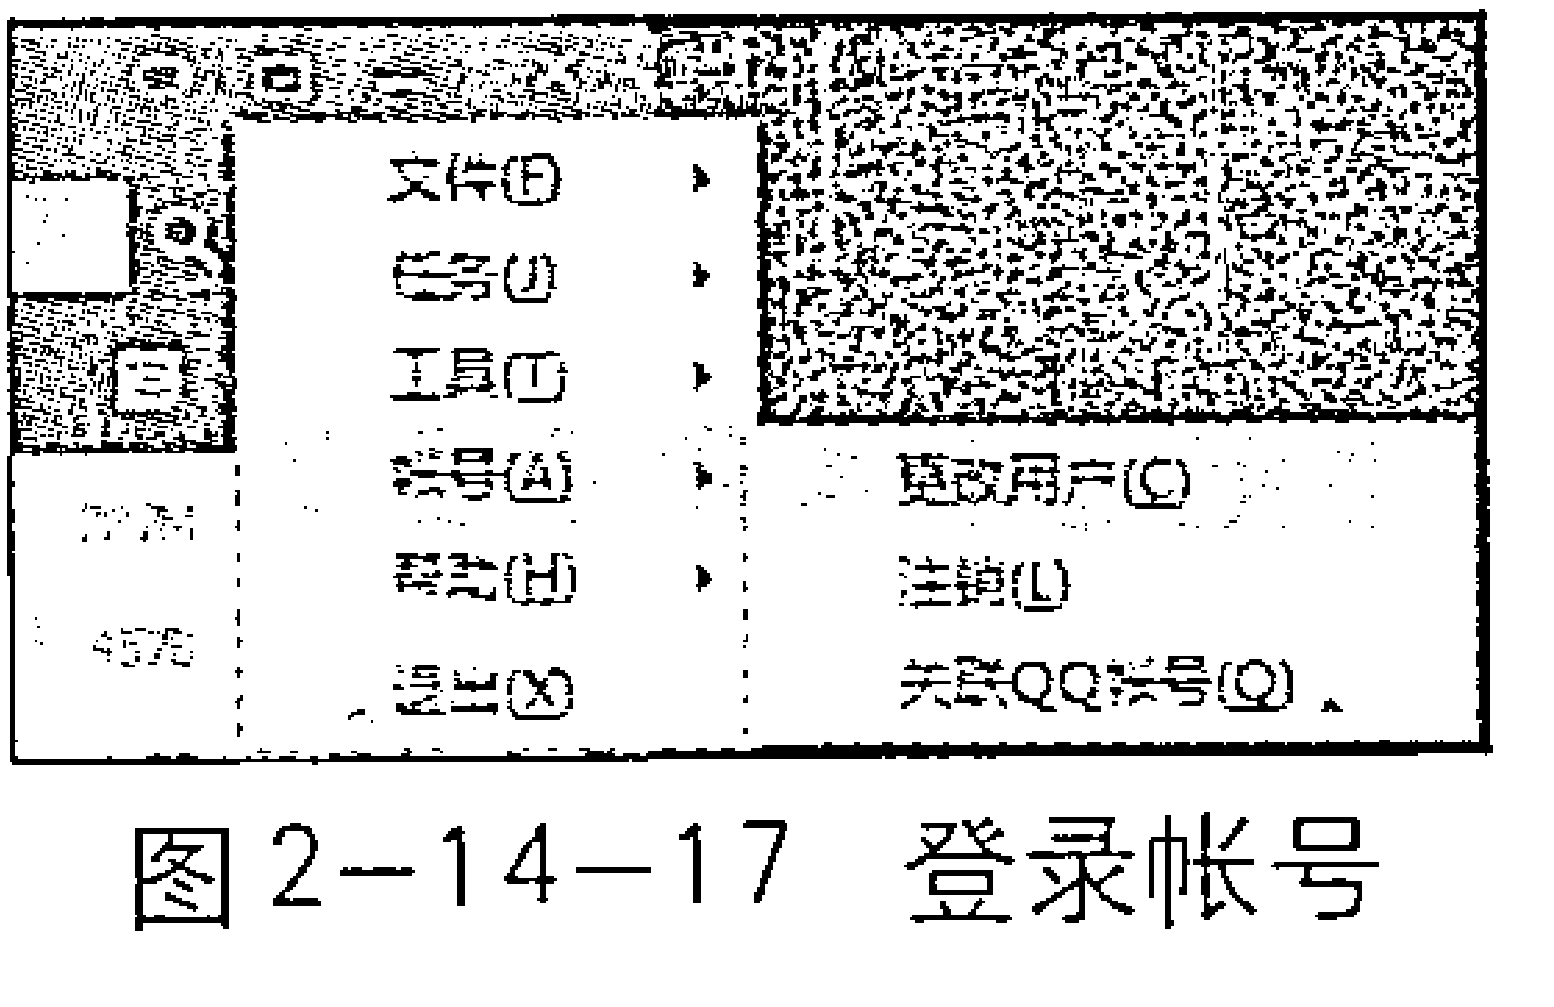 文件(F)
任务(J)
工具(T)
帐号(A)
更改用户(C)
帮助(H)
注销(L)
退出(X)
关联QQ帐号(Q)
图2-14-17 登录帐号